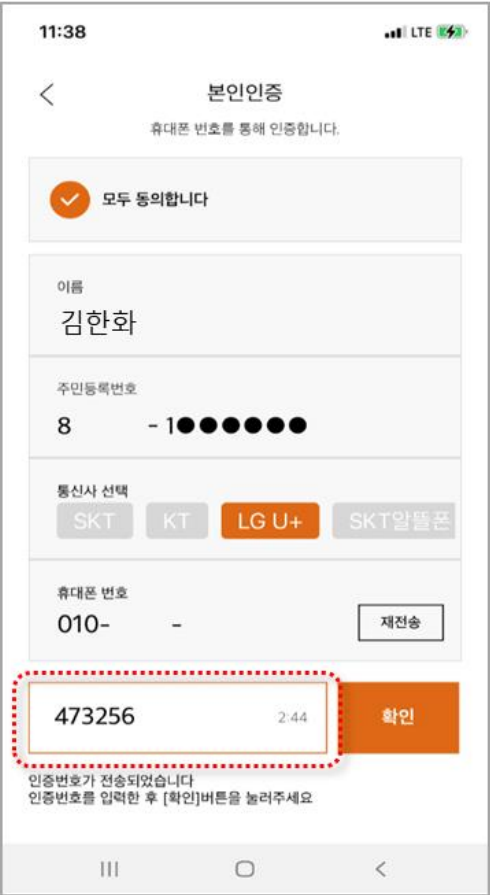 11:38 LTE
본인인증
휴대폰 번호를 통해 인증합니다.
모두 동의합니다
이름
김한화
주민등록번호
8 - 1●●●●●●
통신사 선택
SKT KT LG U+ SKT알뜰폰
휴대폰 번호
010- - 재전송
473256 2:44 확인
인증번호가 전송되었습니다
인증번호를 입력한 후 [확인]버튼을 눌러주세요